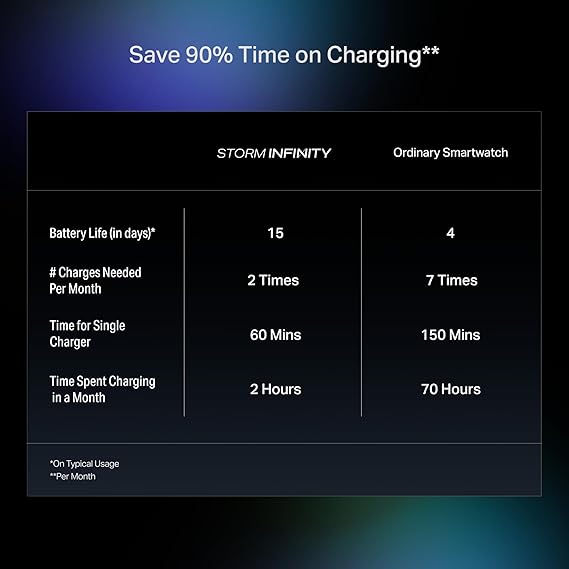 Save 90% Time on Charging**
STORM INFINITY
Ordinary Smartwatch
Battery Life (in days)*
15
4
# Charges Needed
Per Month
2 Times
7 Times
Time for Single
Charger
60 Mins
150 Mins
Time Spent Charging
in a Month
2 Hours
70 Hours
*On Typical Usage
**Per Month